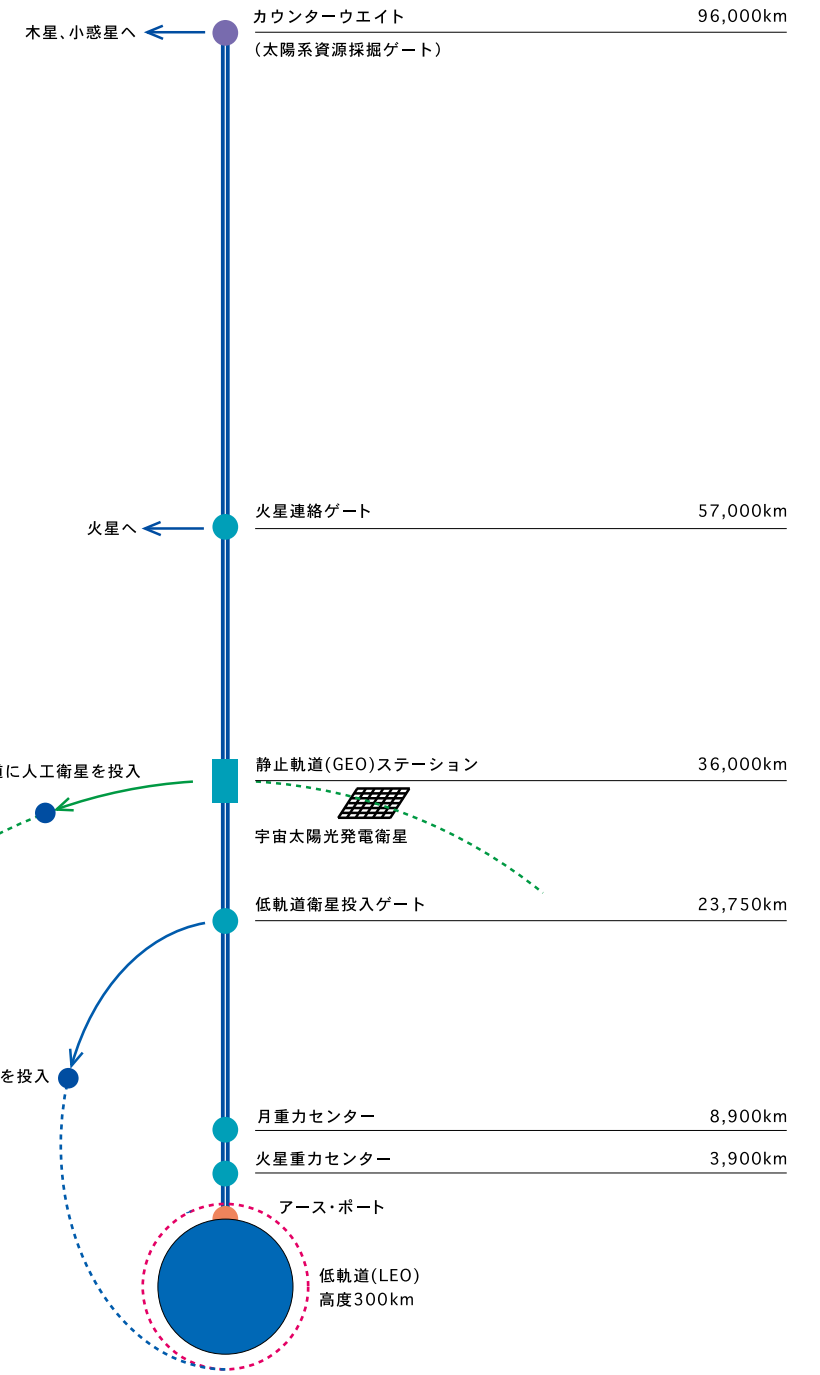 カウンターウエイト 96,000km
木星、小惑星へ
(太陽系資源採掘ゲート)
火星連絡ゲート 57,000km
火星へ
静止軌道(GEO)ステーション 36,000km
に人工衛星を投入
宇宙太陽光発電衛星
低軌道衛星投入ゲート 23,750km
を投入
月重力センター 8,900km
火星重力センター 3,900km
アース・ポート
低軌道(LEO)
高度300km